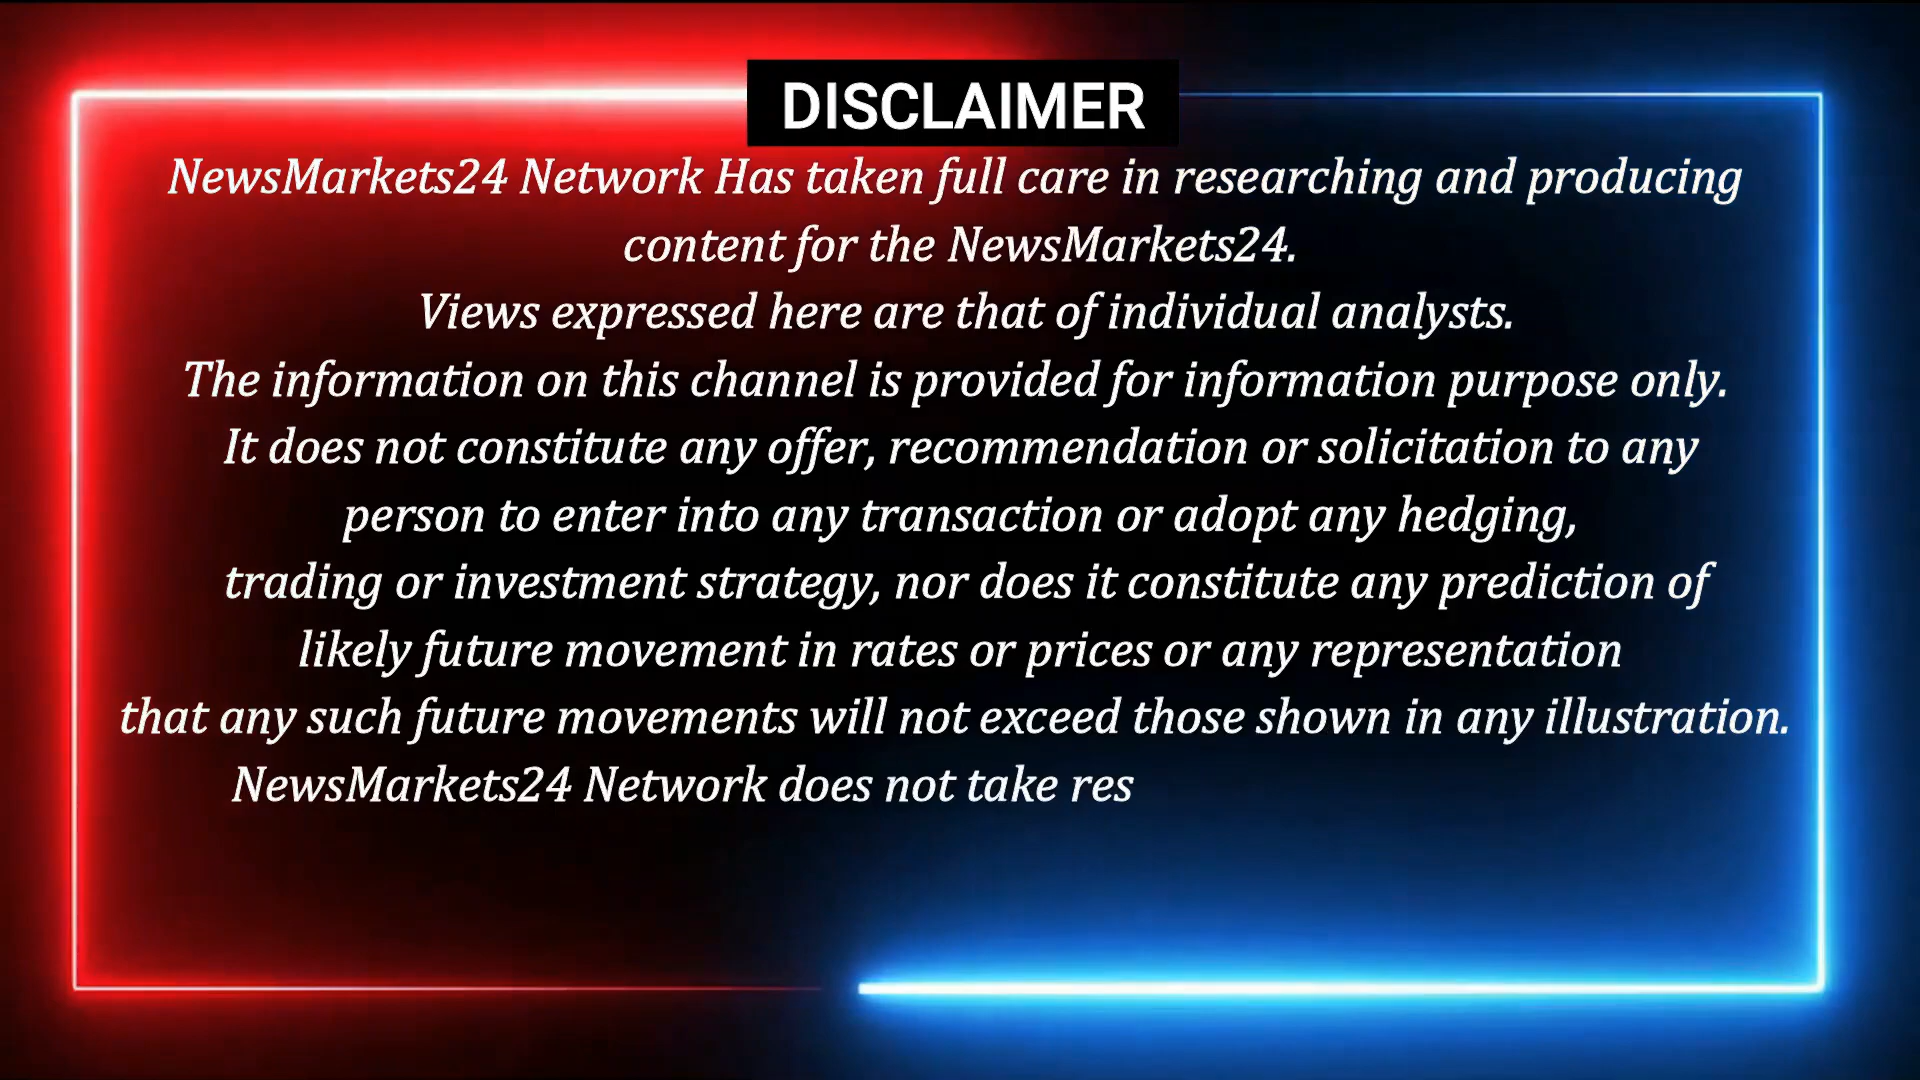 DISCLAIMER
NewsMarkets24 Network Has taken full care in researching and producing
content for the NewsMarkets24.
Views expressed here are that of individual analysts.
The information on this channel is provided for information purpose only.
It does not constitute any offer, recommendation or solicitation to any
person to enter into any transaction or adopt any hedging,
trading or investment strategy, nor does it constitute any prediction of
likely future movement in rates or prices or any representation
that any such future movements will not exceed those shown in any illustration.
NewsMarkets24 Network does not take res